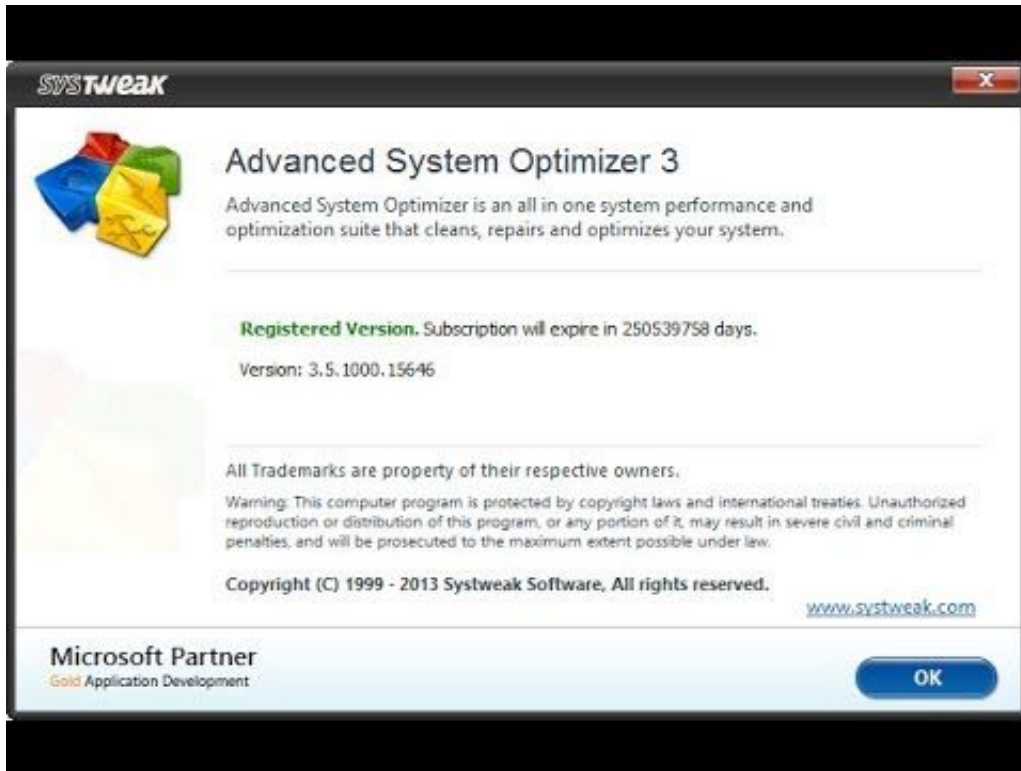 SYSTweak
X
Advanced System Optimizer 3
Advanced System Optimizer is an all in one system performance and
optimization suite that cleans, repairs and optimizes your system.
Registered Version. Subscription will expire in 250539758 days.
Version: 3.5.1000.15646
All Trademarks are property of their respective owners.
Warning: This computer program is protected by copyright laws and international treaties. Unauthorized
reproduction or distribution of this program, or any portion of it, may result in severe civil and criminal
penalties, and will be prosecuted to the maximum extent possible under law.
Copyright (C) 1999 - 2013 Systweak Software, All rights reserved.
www.systweak.com
Microsoft Partner
Gold Application Development
OK